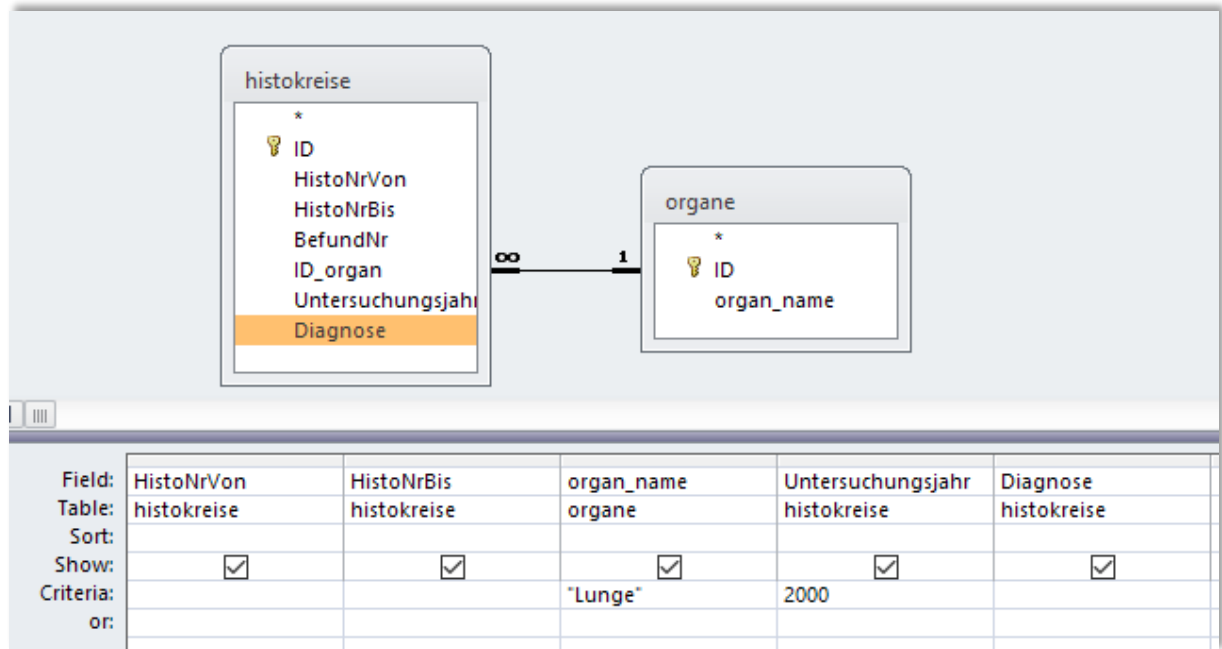 histokreise
*
ID
HistoNrVon
HistoNrBis
BefundNr
ID_organ
Untersuchungsjahr
Diagnose
∞ 1
organe
*
ID
organ_name
Field: HistoNrVon HistoNrBis organ_name Untersuchungsjahr Diagnose
Table: histokreise histokreise organe histokreise histokreise
Sort:
Show:
Criteria: "Lunge" 2000
or: